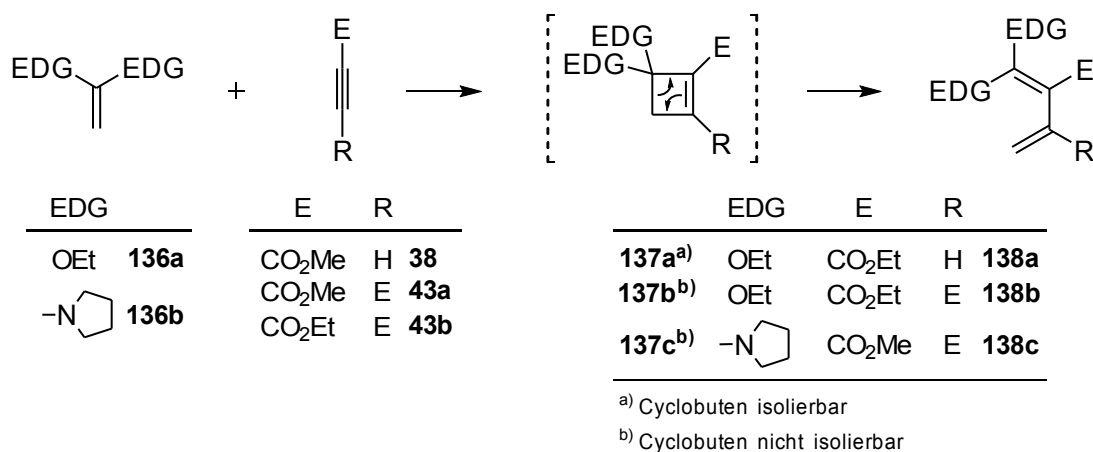 EDG EDG + E R EDG EDG E R EDG EDG E R
EDG E R EDG E R
OEt 136a CO2Me H 38 137a a) OEt CO2Et H 138a
–N 136b CO2Me E 43a 137b b) OEt CO2Et E 138b
CO2Et E 43b 137c b) –N CO2Me E 138c
a) Cyclobuten isolierbar
b) Cyclobuten nicht isolierbar